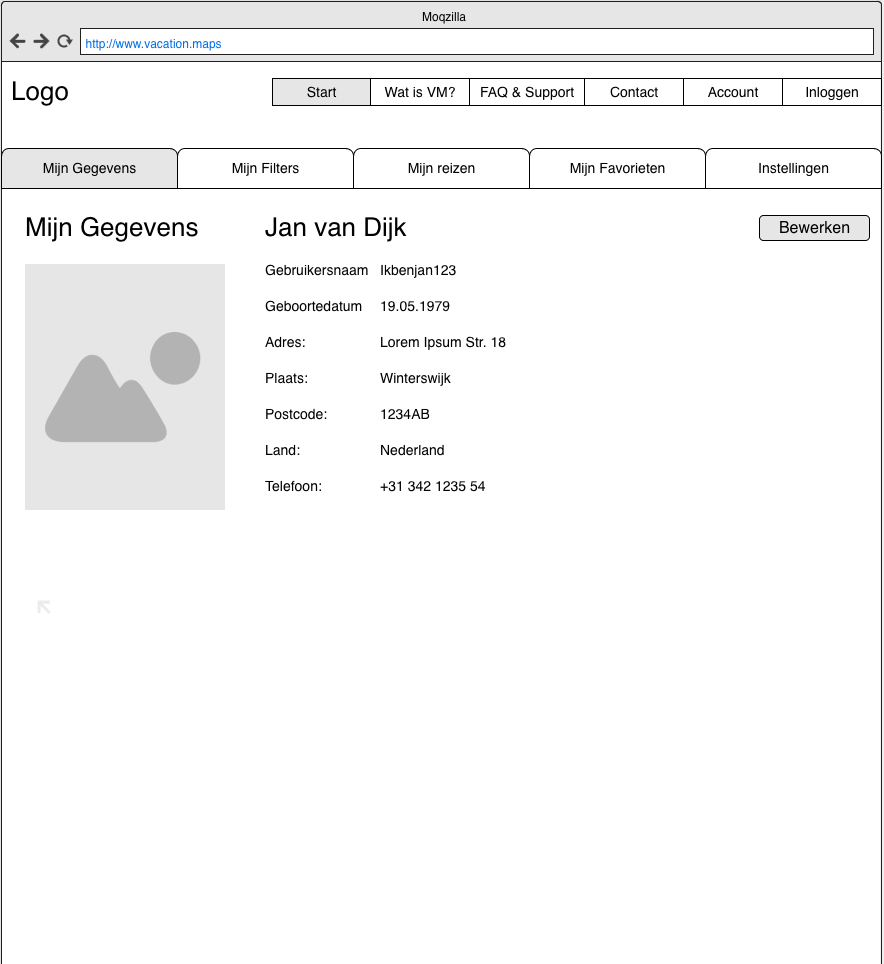 Moqzilla
http://www.vacation.maps
Logo
Start Wat is VM? FAQ & Support Contact Account Inloggen
Mijn Gegevens Mijn Filters Mijn reizen Mijn Favorieten Instellingen
Mijn Gegevens Jan van Dijk Bewerken
Gebruikersnaam Ikbenjan123
Geboortedatum 19.05.1979
Adres: Lorem Ipsum Str. 18
Plaats: Winterswijk
Postcode: 1234AB
Land: Nederland
Telefoon: +31 342 1235 54